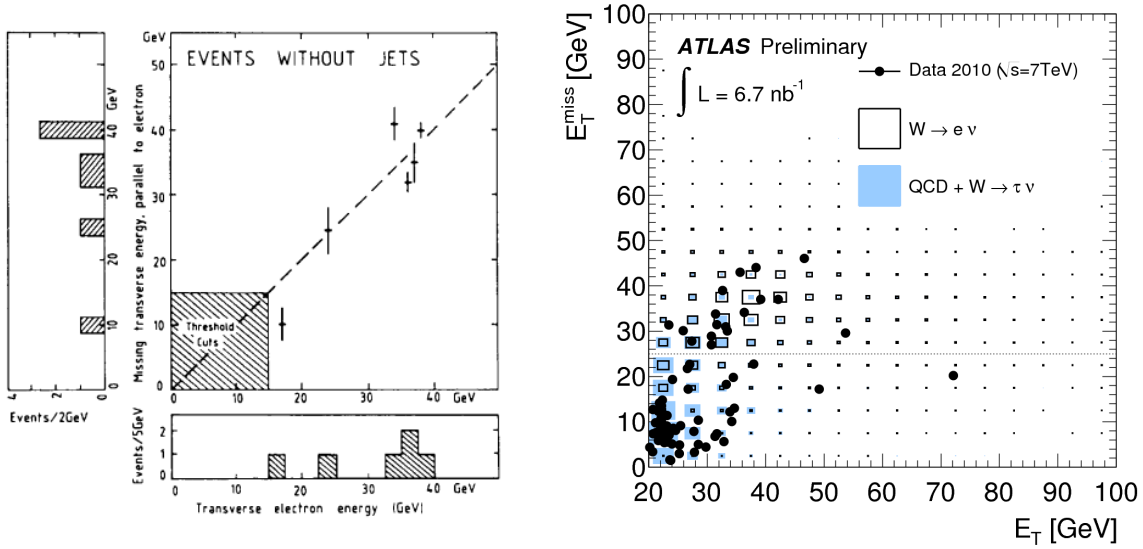 GeV
EVENTS WITHOUT JETS
50
40
30
20
10
0
Missing transverse energy, parallel to electron
Threshold
Cuts
0 10 20 30 40 GeV
GeV
40
30
20
10
0
4 2 0
Events/2GeV
Events/5GeV
2
1
0
0 10 20 30 40 GeV
Transverse electron energy (GeV)
E_T^miss [GeV]
100
90
80
70
60
50
40
30
20
10
0
ATLAS Preliminary
∫ L = 6.7 nb⁻¹
Data 2010 (√s=7TeV)
W → e ν
QCD + W → τ ν
20 30 40 50 60 70 80 90 100
E_T [GeV]